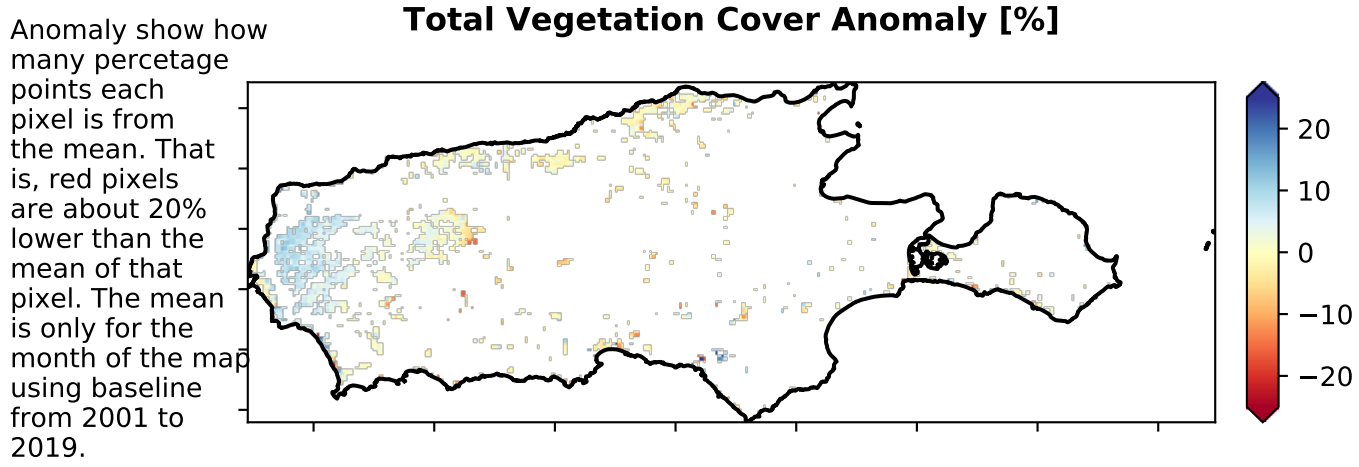 Total Vegetation Cover Anomaly [%]
Anomaly show how
many percetage
points each
pixel is from
the mean. That
is, red pixels
are about 20%
lower than the
mean of that
pixel. The mean
is only for the
month of the map
using baseline
from 2001 to
2019.
20
10
0
−10
−20